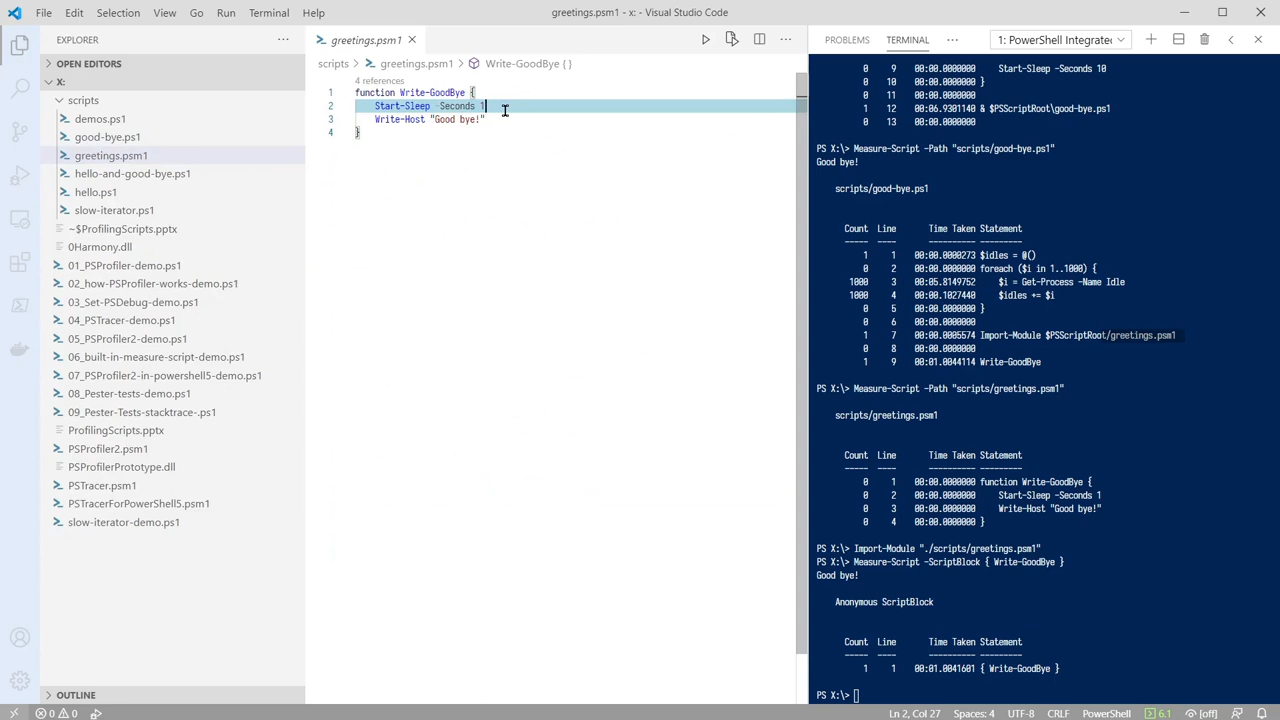 File Edit Selection View Go Run Terminal Help
greetings.psm1 - x: - Visual Studio Code
EXPLORER
OPEN EDITORS
X:
scripts
demos.ps1
good-bye.ps1
greetings.psm1
hello-and-good-bye.ps1
hello.ps1
slow-iterator.ps1
~$ProfilingScripts.pptx
0Harmony.dll
01_PSProfiler-demo.ps1
02_how-PSProfiler-works-demo.ps1
03_Set-PSDebug-demo.ps1
04_PSTracer-demo.ps1
05_PSProfiler2-demo.ps1
06_built-in-measure-script-demo.ps1
07_PSProfiler2-in-powershell5-demo.ps1
08_Pester-tests-demo.ps1
09_Pester-Tests-stacktrace-.ps1
ProfilingScripts.pptx
PSProfiler2.psm1
PSProfilerPrototype.dll
PSTracer.psm1
PSTracerForPowerShell5.psm1
slow-iterator-demo.ps1
OUTLINE
greetings.psm1
scripts > greetings.psm1 > Write-GoodBye { }
4 references
1 function Write-GoodBye {
2 Start-Sleep -Seconds 1
3 Write-Host "Good bye!"
4 }
PROBLEMS TERMINAL 1: PowerShell Integrated
0 9 00:00.0000000 Start-Sleep -Seconds 10
0 10 00:00.0000000 }
0 11 00:00.0000000
1 12 00:06.9301140 & $PSScriptRoot\good-bye.ps1
0 13 00:00.0000000
PS X:\> Measure-Script -Path "scripts/good-bye.ps1"
Good bye!
scripts/good-bye.ps1
Count Line Time Taken Statement
----- ---- ---------- ---------
1 1 00:00.0000273 $idles = @()
0 2 00:00.0000000 foreach ($i in 1..1000) {
1000 3 00:05.8149752 $i = Get-Process -Name Idle
1000 4 00:00.1027440 $idles += $i
0 5 00:00.0000000 }
0 6 00:00.0000000
1 7 00:00.0005574 Import-Module $PSScriptRoot/greetings.psm1
0 8 00:00.0000000
1 9 00:01.0044114 Write-GoodBye
PS X:\> Measure-Script -Path "scripts/greetings.psm1"
scripts/greetings.psm1
Count Line Time Taken Statement
----- ---- ---------- ---------
0 1 00:00.0000000 function Write-GoodBye {
0 2 00:00.0000000 Start-Sleep -Seconds 1
0 3 00:00.0000000 Write-Host "Good bye!"
0 4 00:00.0000000 }
PS X:\> Import-Module "./scripts/greetings.psm1"
PS X:\> Measure-Script -ScriptBlock { Write-GoodBye }
Good bye!
Anonymous ScriptBlock
Count Line Time Taken Statement
----- ---- ---------- ---------
1 1 00:01.0041601 { Write-GoodBye }
PS X:\>
0 0 Ln 2, Col 27 Spaces: 4 UTF-8 CRLF PowerShell 6.1 [off]